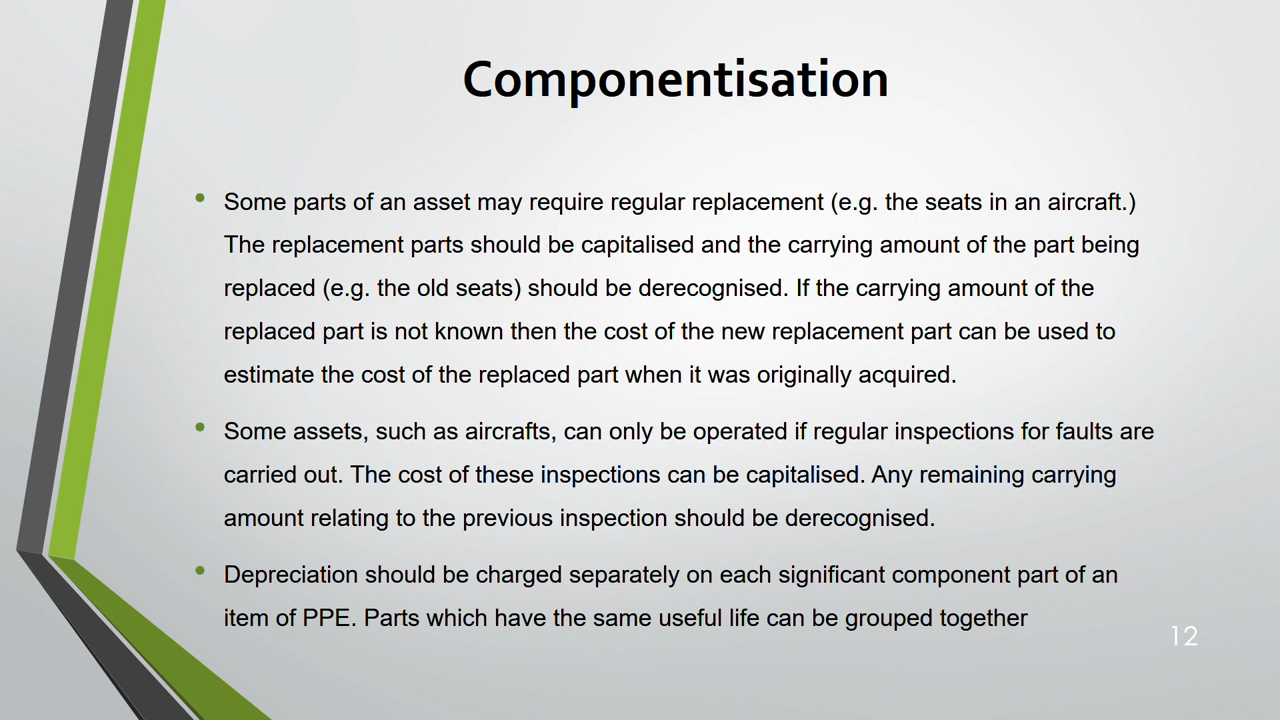 Componentisation
• Some parts of an asset may require regular replacement (e.g. the seats in an aircraft.)
The replacement parts should be capitalised and the carrying amount of the part being
replaced (e.g. the old seats) should be derecognised. If the carrying amount of the
replaced part is not known then the cost of the new replacement part can be used to
estimate the cost of the replaced part when it was originally acquired.
• Some assets, such as aircrafts, can only be operated if regular inspections for faults are
carried out. The cost of these inspections can be capitalised. Any remaining carrying
amount relating to the previous inspection should be derecognised.
• Depreciation should be charged separately on each significant component part of an
item of PPE. Parts which have the same useful life can be grouped together
12